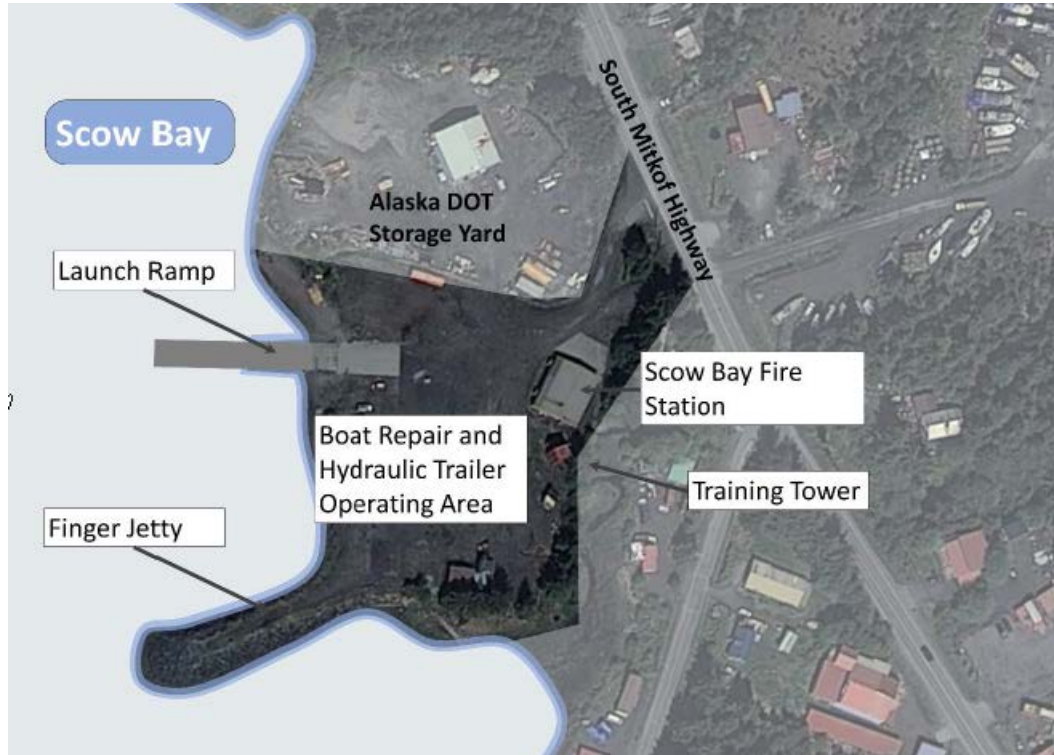 South Mitkof Highway
Scow Bay
Alaska DOT
Storage Yard
Launch Ramp
Scow Bay Fire
Station
Boat Repair and
Hydraulic Trailer
Operating Area
Training Tower
Finger Jetty